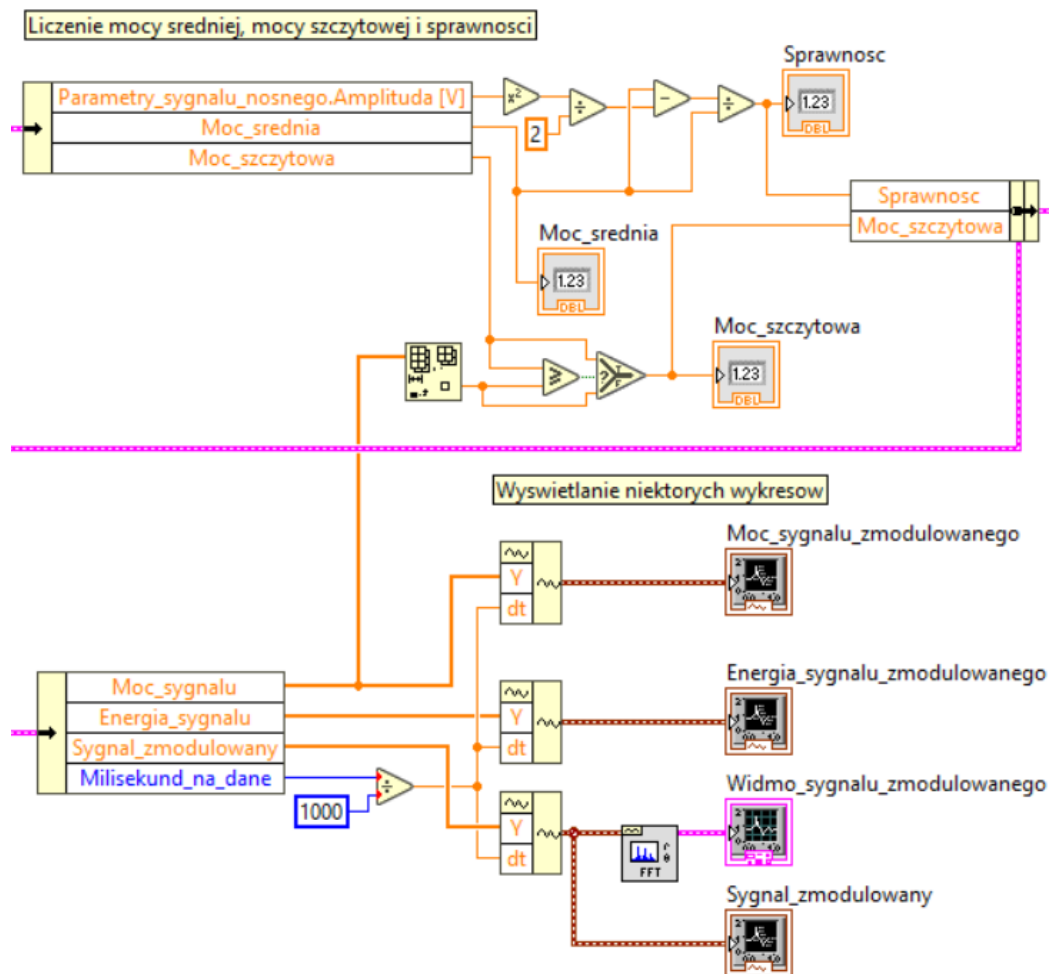 Liczenie mocy sredniej, mocy szczytowej i sprawnosci
Sprawnosc
Parametry_sygnalu_nosnego.Amplituda [V]
x²
÷
-
÷
1.23
DBL
Moc_srednia
2
Moc_szczytowa
Sprawnosc
Moc_szczytowa
Moc_srednia
1.23
DBL
Moc_szczytowa
?
T
F
1.23
DBL
Wyswietlanie niektorych wykresow
Moc_sygnalu_zmodulowanego
Y
dt
Moc_sygnalu
Energia_sygnalu_zmodulowanego
Energia_sygnalu
Y
Sygnal_zmodulowany
dt
Milisekund_na_dane
÷
Widmo_sygnalu_zmodulowanego
1000
Y
dt
FFT
Sygnal_zmodulowany